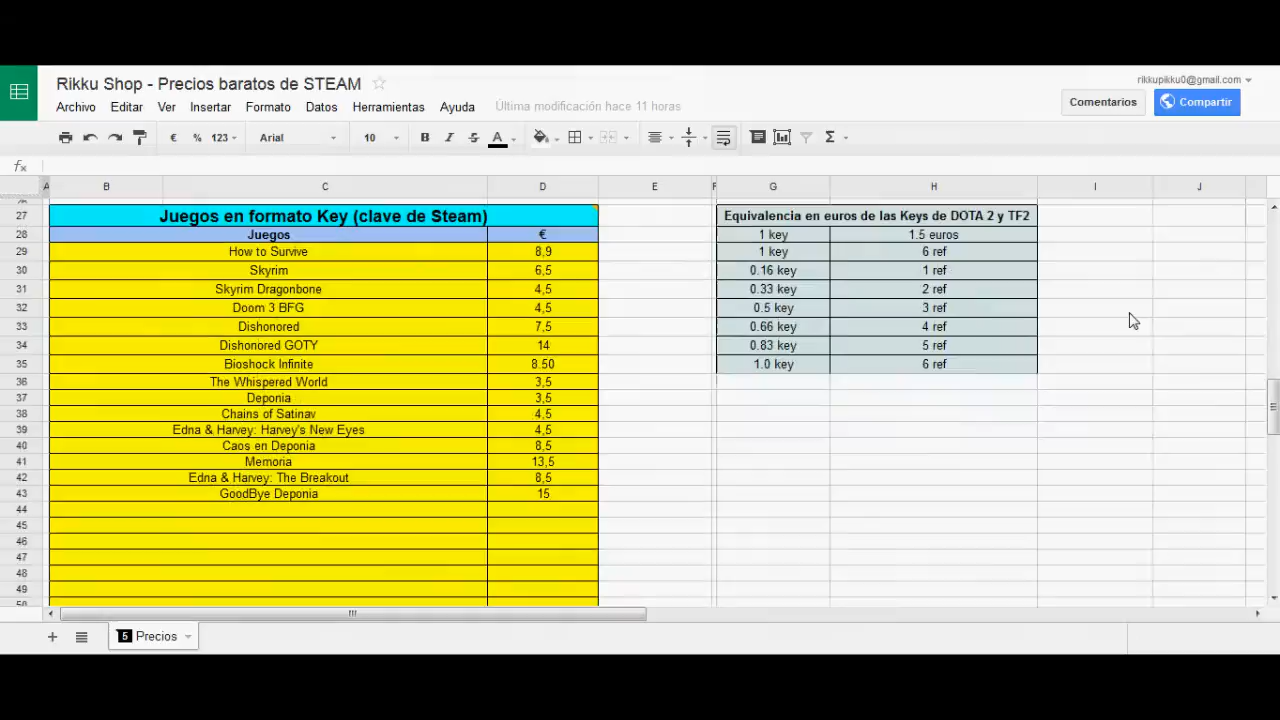 Rikku Shop - Precios baratos de STEAM
rikkupikku0@gmail.com
Archivo Editar Ver Insertar Formato Datos Herramientas Ayuda Última modificación hace 11 horas
Comentarios Compartir
€ % 123 Arial 10 B I S A Σ
fx
A B C D E F G H I J
27 Juegos en formato Key (clave de Steam) Equivalencia en euros de las Keys de DOTA 2 y TF2
28 Juegos € 1 key 1.5 euros
29 How to Survive 8,9 1 key 6 ref
30 Skyrim 6,5 0.16 key 1 ref
31 Skyrim Dragonbone 4,5 0.33 key 2 ref
32 Doom 3 BFG 4,5 0.5 key 3 ref
33 Dishonored 7,5 0.66 key 4 ref
34 Dishonored GOTY 14 0.83 key 5 ref
35 Bioshock Infinite 8.50 1.0 key 6 ref
36 The Whispered World 3,5
37 Deponia 3,5
38 Chains of Satinav 4,5
39 Edna & Harvey: Harvey's New Eyes 4,5
40 Caos en Deponia 8,5
41 Memoria 13,5
42 Edna & Harvey: The Breakout 8,5
43 GoodBye Deponia 15
44
45
46
47
48
49
5 Precios